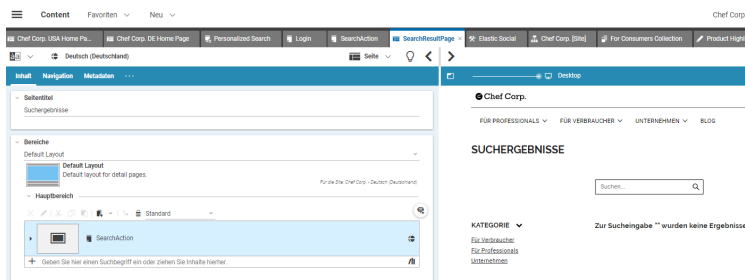 Content Favoriten Neu Chef Corp.
Chef Corp. USA Home Pa... Chef Corp. DE Home Page Personalized Search Login SearchAction SearchResultPage × Elastic Social Chef Corp. [Site] For Consumers Collection Product Highl
Deutsch (Deutschland) Seite
Inhalt Navigation Metadaten ··· Desktop
Seitentitel
Suchergebnisse
Bereiche
Default Layout
Default Layout
Default layout for detail pages.
Für die Site: Chef Corp. - Deutsch (Deutschland)
Hauptbereich
Standard
SearchAction
Geben Sie hier einen Suchbegriff ein oder ziehen Sie Inhalte hierher.
Chef Corp.
FÜR PROFESSIONALS FÜR VERBRAUCHER UNTERNEHMEN BLOG
SUCHERGEBNISSE
Suchen...
KATEGORIE Zur Sucheingabe "" wurden keine Ergebnisse
Für Verbraucher
Für Professionals
Unternehmen